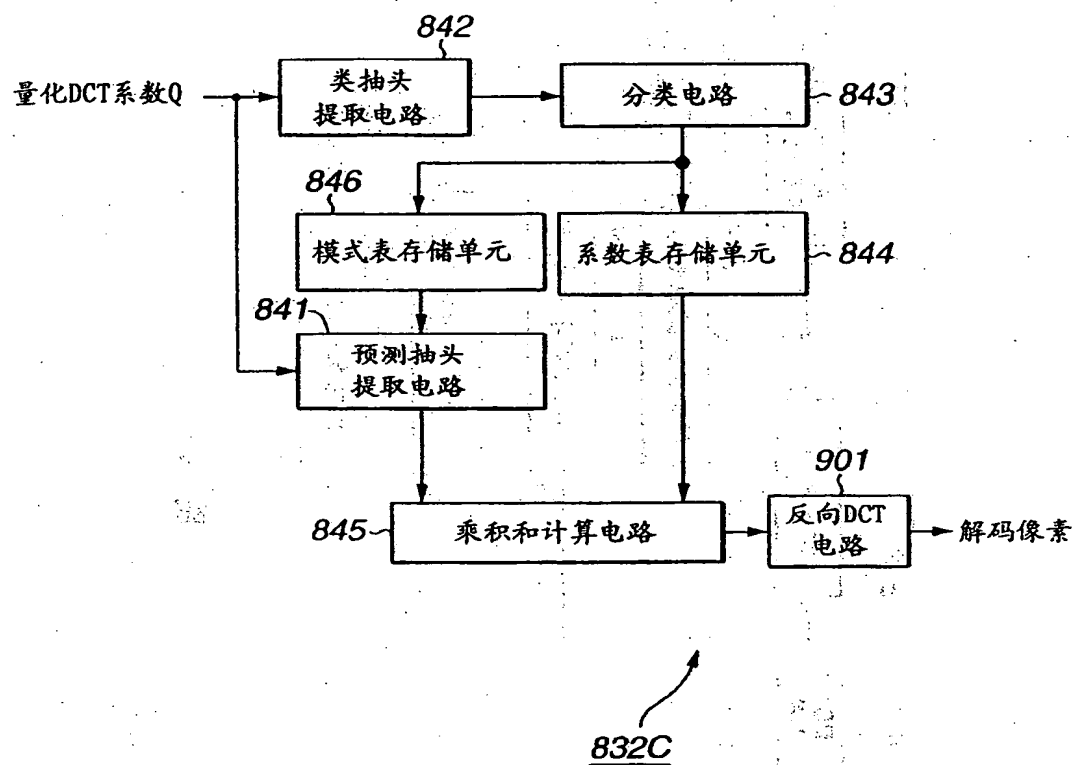 842
量化DCT系数Q
类抽头
提取电路
分类电路
843
846
模式表存储单元
系数表存储单元
844
841
预测抽头
提取电路
845
乘积和计算电路
901
反向DCT
电路
解码像素
832C